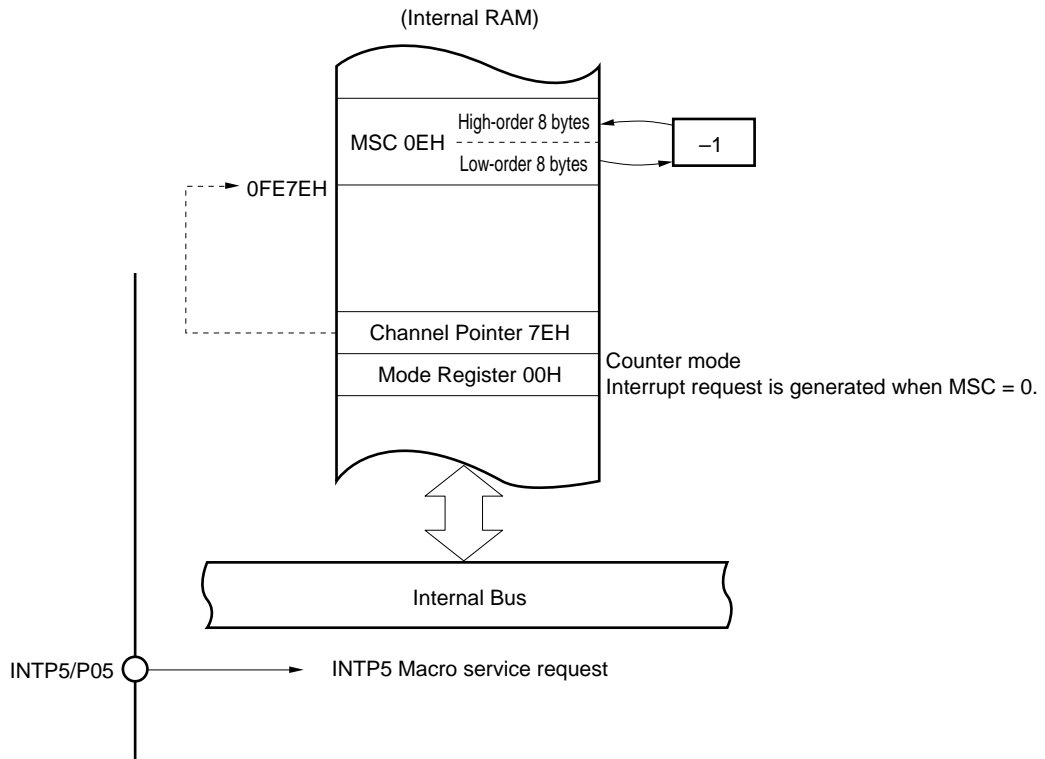 (Internal RAM)
High-order 8 bytes
MSC 0EH
–1
Low-order 8 bytes
0FE7EH
Channel Pointer 7EH
Mode Register 00H
Counter mode
Interrupt request is generated when MSC = 0.
Internal Bus
INTP5/P05
INTP5 Macro service request